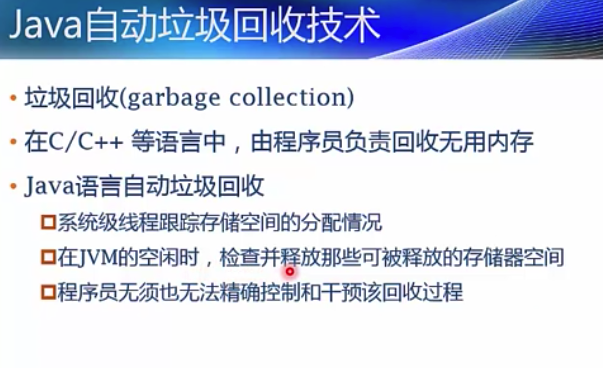 Java自动垃圾回收技术
• 垃圾回收(garbage collection)
• 在C/C++ 等语言中，由程序员负责回收无用内存
• Java语言自动垃圾回收
系统级线程跟踪存储空间的分配情况
在JVM的空闲时，检查并释放那些可被释放的存储器空间
程序员无须也无法精确控制和干预该回收过程